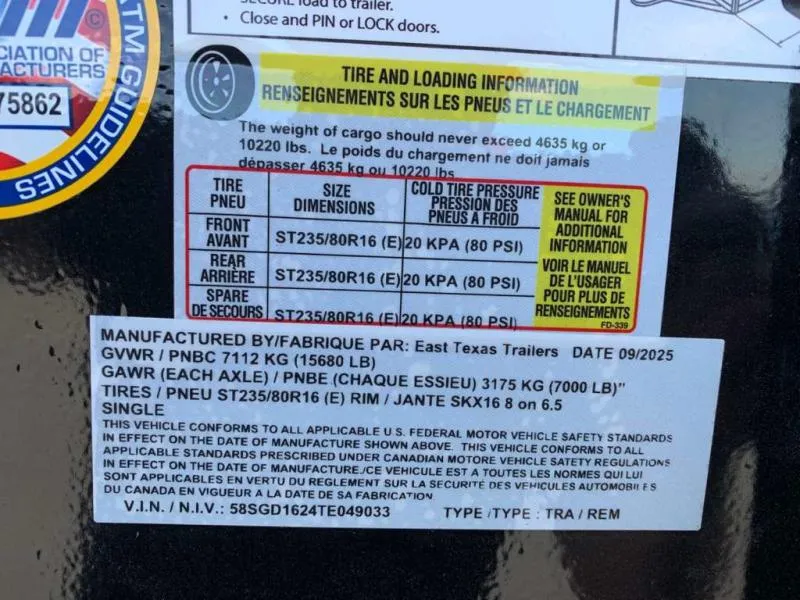 SECURE load to trailer.
• Close and PIN or LOCK doors.
ATM GUIDELINES
CIATION OF
ACTURERS
75862
TIRE AND LOADING INFORMATION
RENSEIGNEMENTS SUR LES PNEUS ET LE CHARGEMENT
The weight of cargo should never exceed 4635 kg or
10220 lbs. Le poids du chargement ne doit jamais
dépasser 4635 kg ou 10220 lbs
TIRE
PNEU
SIZE
DIMENSIONS
COLD TIRE PRESSURE
PRESSION DES
PNEUS A FROID
FRONT
AVANT
ST235/80R16 (E) 20 KPA (80 PSI)
REAR
ARRIÈRE
ST235/80R16 (E) 20 KPA (80 PSI)
SPARE
DE SECOURS
ST235/80R16 (E) 20 KPA (80 PSI)
SEE OWNER'S
MANUAL FOR
ADDITIONAL
INFORMATION
VOIR LE MANUEL
DE L'USAGER
POUR PLUS DE
RENSEIGNEMENTS
FD-339
MANUFACTURED BY/FABRIQUE PAR: East Texas Trailers DATE 09/2025
GVWR / PNBC 7112 KG (15680 LB)
GAWR (EACH AXLE) / PNBE (CHAQUE ESSIEU) 3175 KG (7000 LB)"
TIRES / PNEU ST235/80R16 (E) RIM / JANTE SKX16 8 on 6.5
SINGLE
THIS VEHICLE CONFORMS TO ALL APPLICABLE U.S. FEDERAL MOTOR VEHICLE SAFETY STANDARDS
IN EFFECT ON THE DATE OF MANUFACTURE SHOWN ABOVE. THIS VEHICLE CONFORMS TO ALL
APPLICABLE STANDARDS PRESCRIBED UNDER CANADIAN MOTORE VEHICLE SATETY REGULATIONS
IN EFFECT ON THE DATE OF MANUFACTURE./CE VEHICULE EST A TOUTES LES NORMES QUI LUI
SONT APPLICABLES EN VERTU DU REGLEMENT SUR LA SECURITE DES VEHICULES AUTOMOBILES
DU CANADA EN VIGUEUR A LA DATE DE SA FABRICATION.
V.I.N. / N.I.V.: 58SGD1624TE049033 TYPE /TYPE : TRA / REM